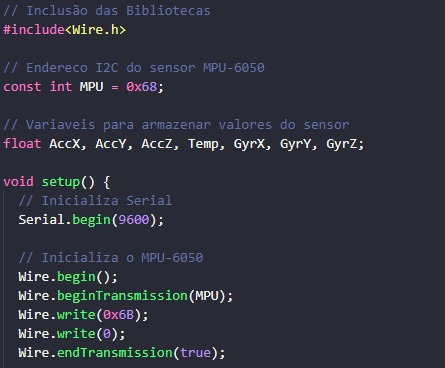 // Inclusão das Bibliotecas
#include<Wire.h>
// Endereco I2C do sensor MPU-6050
const int MPU = 0x68;
// Variaveis para armazenar valores do sensor
float AccX, AccY, AccZ, Temp, GyrX, GyrY, GyrZ;
void setup() {
// Inicializa Serial
Serial.begin(9600);
// Inicializa o MPU-6050
Wire.begin();
Wire.beginTransmission(MPU);
Wire.write(0x6B);
Wire.write(0);
Wire.endTransmission(true);